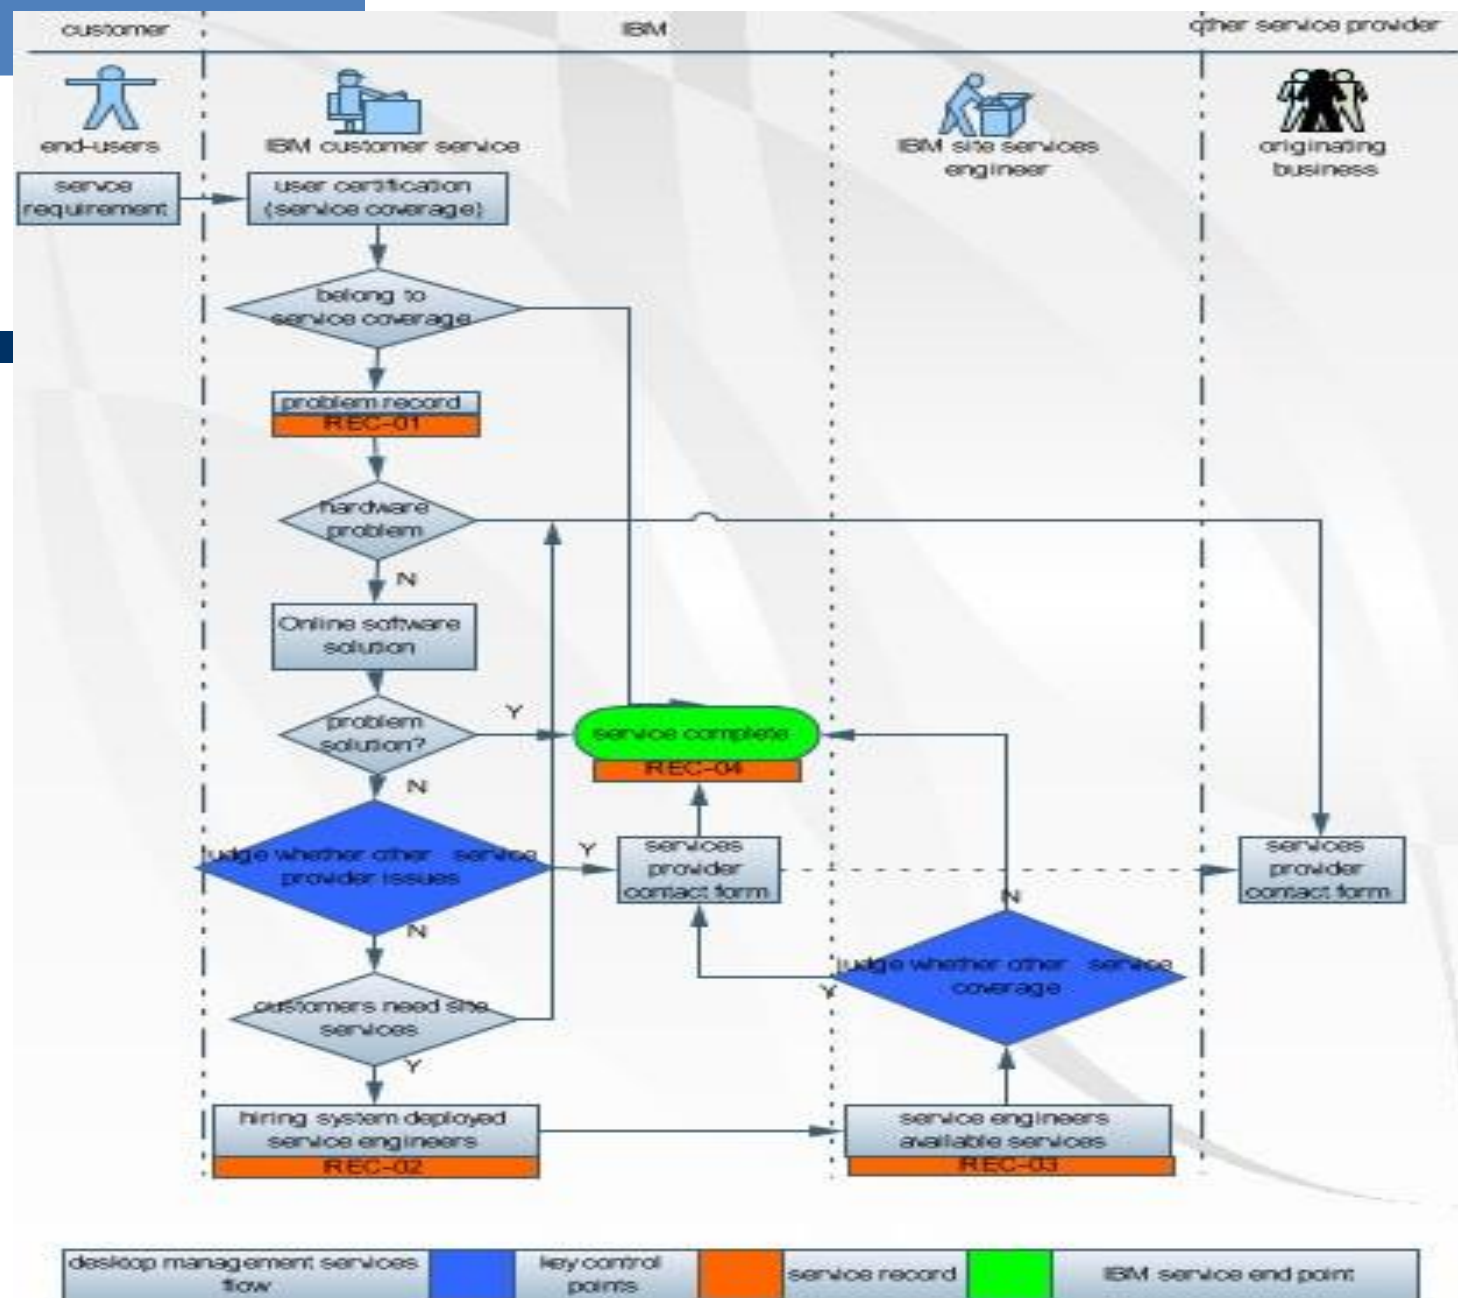 customer
IBM
other service provider
end-users
IBM customer service
IBM site services
engineer
originating
business
service
requirement
user certification
(service coverage)
belong to
service coverage
problem record
REC-01
hardware
problem
N
Online software
solution
problem
solution?
Y
service complete
REC-04
N
judge whether other service
provider issues
Y
services
provider
contact form
services
provider
contact form
N
N
judge whether other service
coverage
Y
customers need site
services
Y
hiring system deployed
service engineers
REC-02
service engineers
available services
REC-03
desktop management services
flow
key control
points
service record
IBM service end point